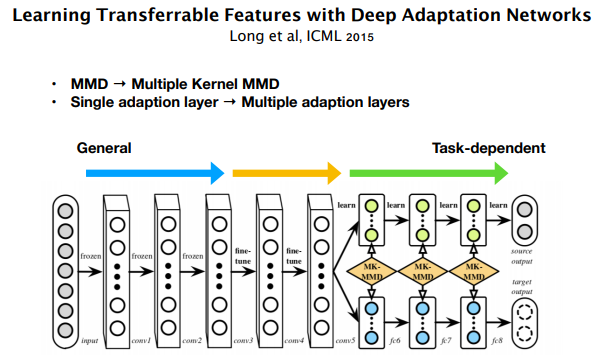 Learning Transferrable Features with Deep Adaptation Networks
Long et al, ICML 2015
• MMD → Multiple Kernel MMD
• Single adaption layer → Multiple adaption layers
General
Task-dependent
learn learn learn learn
frozen frozen frozen fine-tune fine-tune
source output
MK-MMD MK-MMD MK-MMD
target output
input conv1 conv2 conv3 conv4 conv5 fc6 fc7 fc8